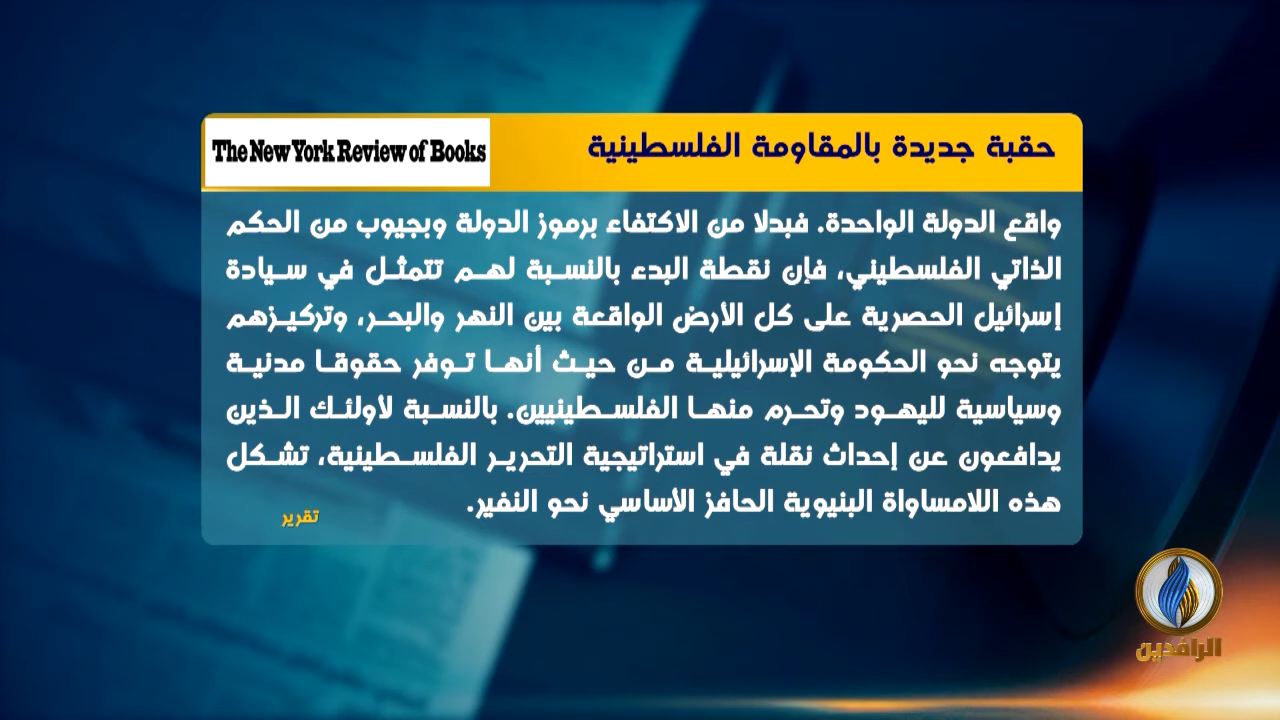 حقبة جديدة بالمقاومة الفلسطينية
The New York Review of Books
واقع الدولة الواحدة. فبدلا من الاكتفاء برموز الدولة وبجيوب من الحكم
الذاتي الفلسطيني، فإن نقطة البدء بالنسبة لهم تتمثل في سيادة
إسرائيل الحصرية على كل الأرض الواقعة بين النهر والبحر، وتركيزهم
يتوجه نحو الحكومة الإسرائيلية من حيث أنها توفر حقوقا مدنية
وسياسية لليهود وتحرم منها الفلسطينيين. بالنسبة لأولئك الذين
يدافعون عن إحداث نقلة في استراتيجية التحرير الفلسطينية، تشكل
هذه اللامساواة البنيوية الحافز الأساسي نحو النفير.
تقرير
الرافدين